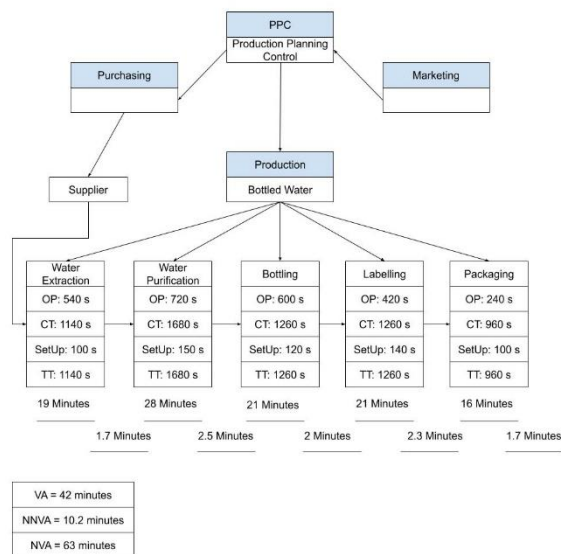 PPC
Production Planning
Control
Purchasing
Marketing
Production
Bottled Water
Supplier
Water
Extraction
OP: 540 s
CT: 1140 s
SetUp: 100 s
TT: 1140 s
Water
Purification
OP: 720 s
CT: 1680 s
SetUp: 150 s
TT: 1680 s
Bottling
OP: 600 s
CT: 1260 s
SetUp: 120 s
TT: 1260 s
Labelling
OP: 420 s
CT: 1260 s
SetUp: 140 s
TT: 1260 s
Packaging
OP: 240 s
CT: 960 s
SetUp: 100 s
TT: 960 s
19 Minutes
28 Minutes
21 Minutes
21 Minutes
16 Minutes
1.7 Minutes
2.5 Minutes
2 Minutes
2.3 Minutes
1.7 Minutes
VA = 42 minutes
NNVA = 10.2 minutes
NVA = 63 minutes